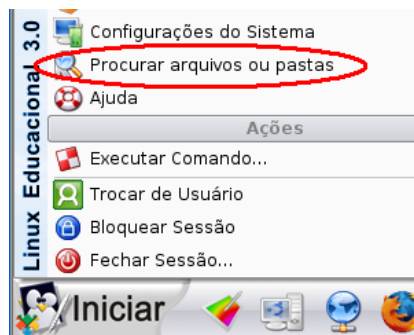 Linux Educacional 3.0
Configurações do Sistema
Procurar arquivos ou pastas
Ajuda
Ações
Executar Comando...
Trocar de Usuário
Bloquear Sessão
Fechar Sessão...
Iniciar